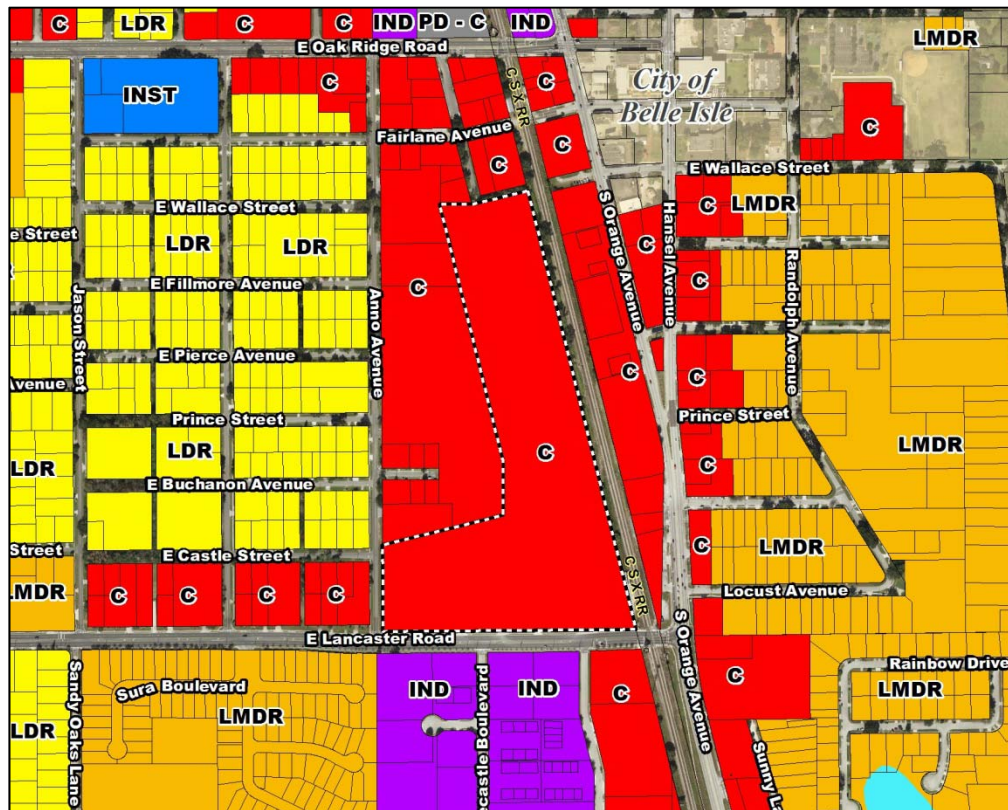 C
LDR
C
C
C
IND
PD - C
IND
LMDR
E Oak Ridge Road
INST
C
C
C S X RR
C
City of
Belle Isle
C
Fairlane Avenue
C
C
E Wallace Street
E Wallace Street
LDR
LDR
C
LMDR
Hansel Avenue
S Orange Avenue
C
Randolph Avenue
e Street
E Fillmore Avenue
C
C
Jason Street
Anno Avenue
E Pierce Avenue
Avenue
C
C
Prince Street
Prince Street
LDR
LDR
C
C
LMDR
E Buchanon Avenue
Street
E Castle Street
C
LMDR
LMDR
C
C
C
C
C S X RR
Locust Avenue
E Lancaster Road
S Orange Avenue
Rainbow Drive
Sandy Oaks Lane
Sura Boulevard
LMDR
IND
IND
C
C
LMDR
LDR
ecastle Boulevard
Sunny L